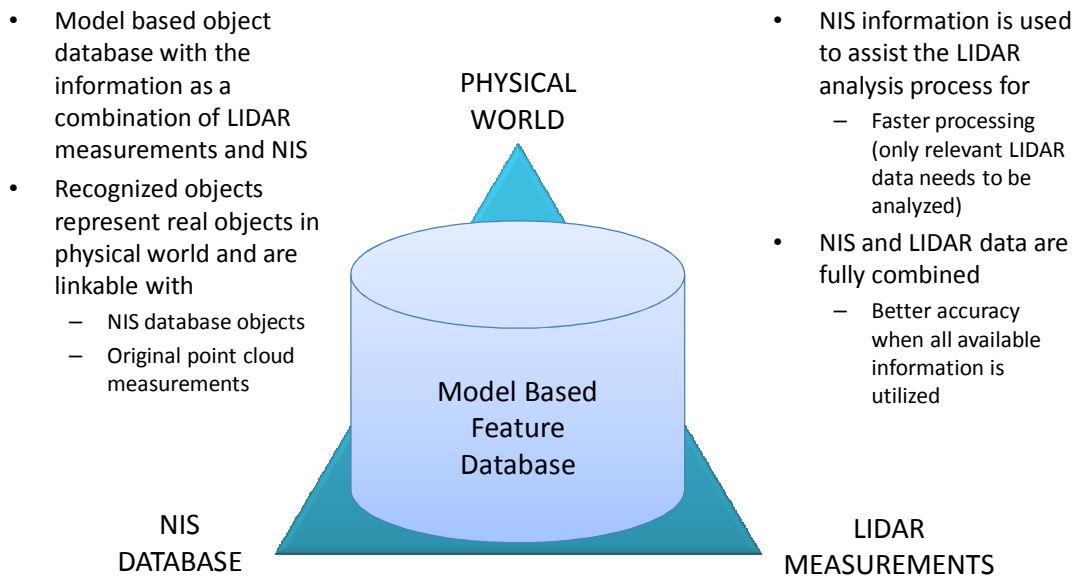 • Model based object
database with the
information as a
combination of LIDAR
measurements and NIS
• Recognized objects
represent real objects in
physical world and are
linkable with
– NIS database objects
– Original point cloud
measurements
PHYSICAL
WORLD
Model Based
Feature
Database
NIS
DATABASE
LIDAR
MEASUREMENTS
• NIS information is used
to assist the LIDAR
analysis process for
– Faster processing
(only relevant LIDAR
data needs to be
analyzed)
• NIS and LIDAR data are
fully combined
– Better accuracy
when all available
information is
utilized